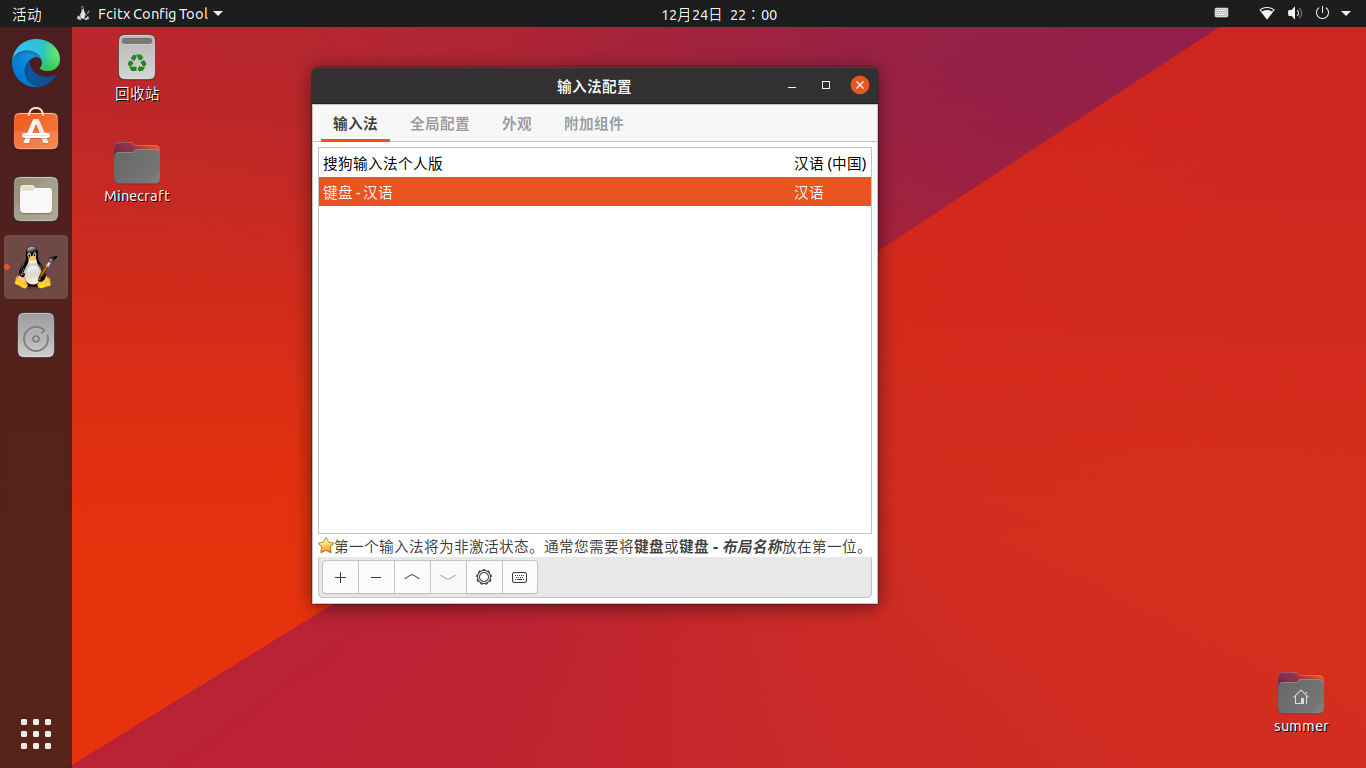 活动 Fcitx Config Tool 12月24日 22：00
回收站
Minecraft
输入法配置
输入法 全局配置 外观 附加组件
搜狗输入法个人版 汉语 (中国)
键盘 - 汉语 汉语
第一个输入法将为非激活状态。通常您需要将键盘或键盘 - 布局名称放在第一位。
summer